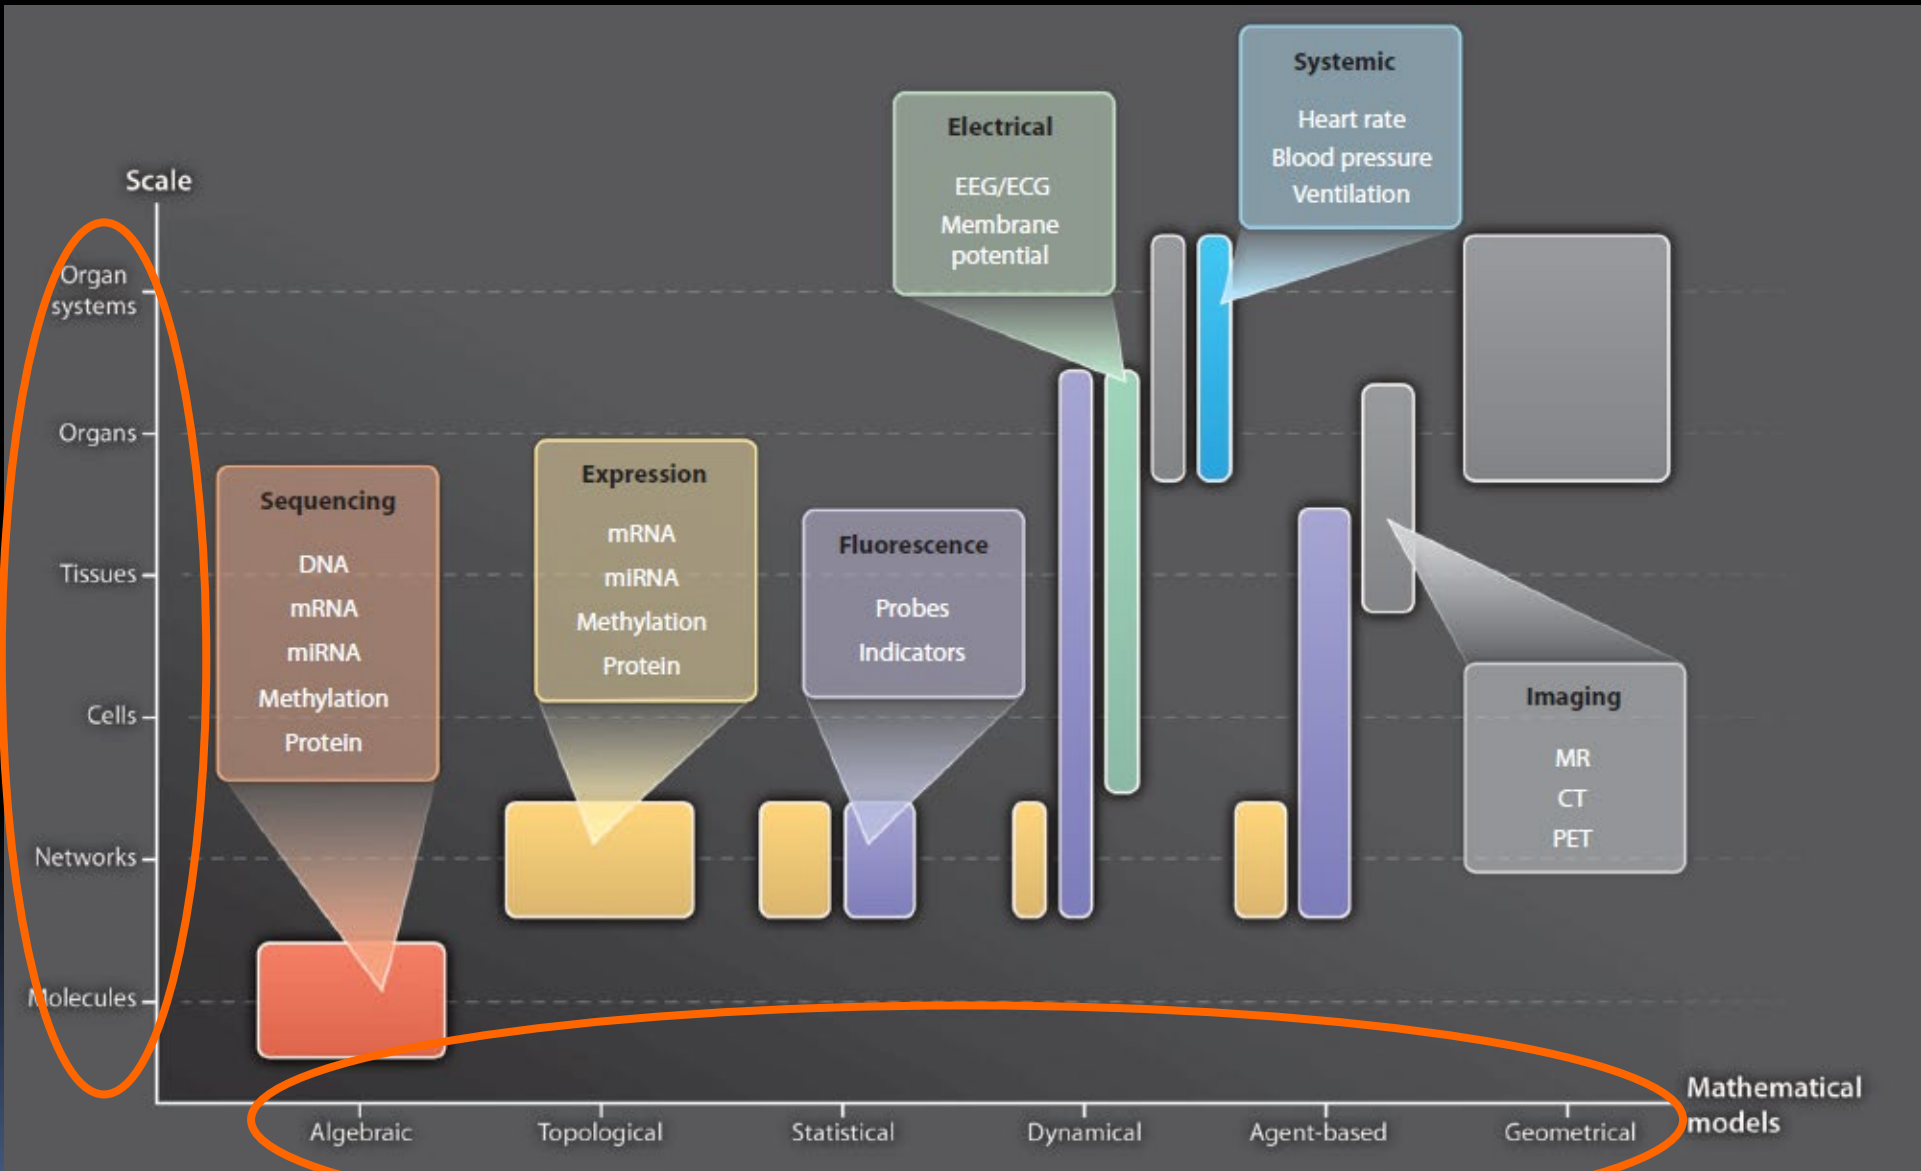 Systemic
Heart rate
Blood pressure
Ventilation
Electrical
EEG/ECG
Membrane
potential
Scale
Organ
systems
Organs
Tissues
Cells
Networks
Molecules
Sequencing
DNA
mRNA
miRNA
Methylation
Protein
Expression
mRNA
miRNA
Methylation
Protein
Fluorescence
Probes
Indicators
Imaging
MR
CT
PET
Algebraic
Topological
Statistical
Dynamical
Agent-based
Geometrical
Mathematical
models